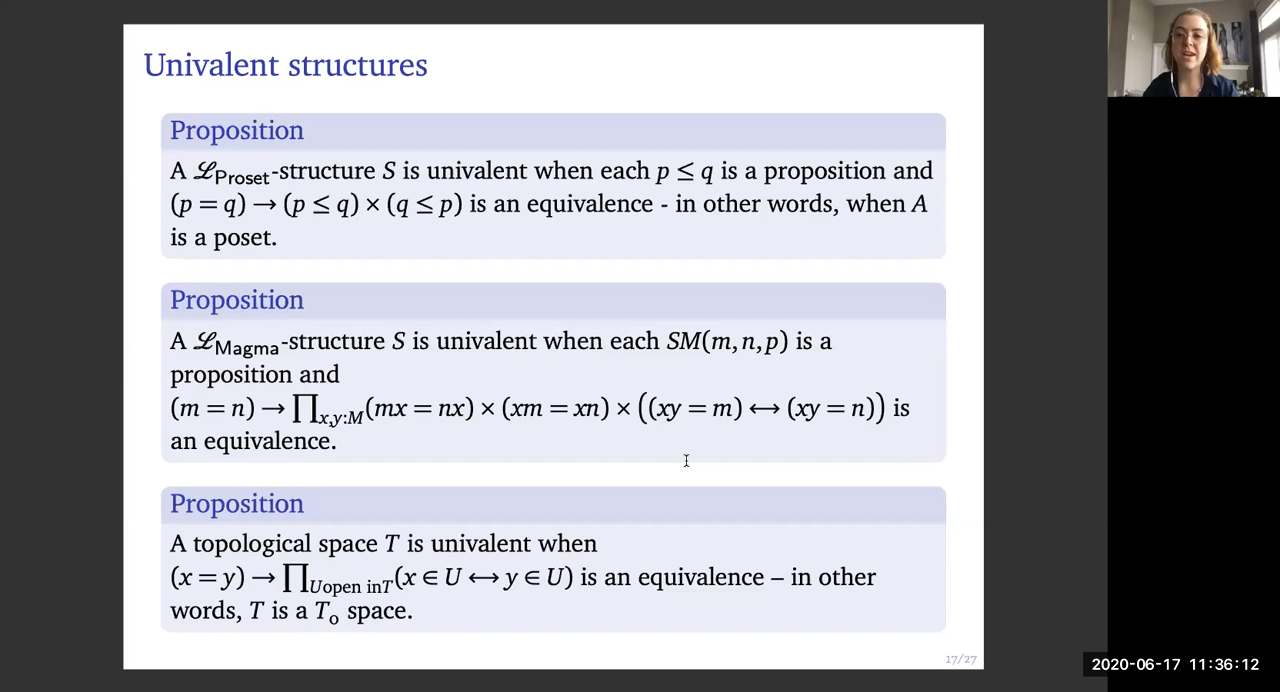 Univalent structures
Proposition
A ℒ_Proset-structure S is univalent when each p ≤ q is a proposition and
(p = q) → (p ≤ q) × (q ≤ p) is an equivalence - in other words, when A
is a poset.
Proposition
A ℒ_Magma-structure S is univalent when each SM(m, n, p) is a
proposition and
(m = n) → ∏_{x,y:M}(mx = nx) × (xm = xn) × ((xy = m) ↔ (xy = n)) is
an equivalence.
Proposition
A topological space T is univalent when
(x = y) → ∏_{Uopen inT}(x ∈ U ↔ y ∈ U) is an equivalence – in other
words, T is a T₀ space.
17/27
2020-06-17 11:36:12